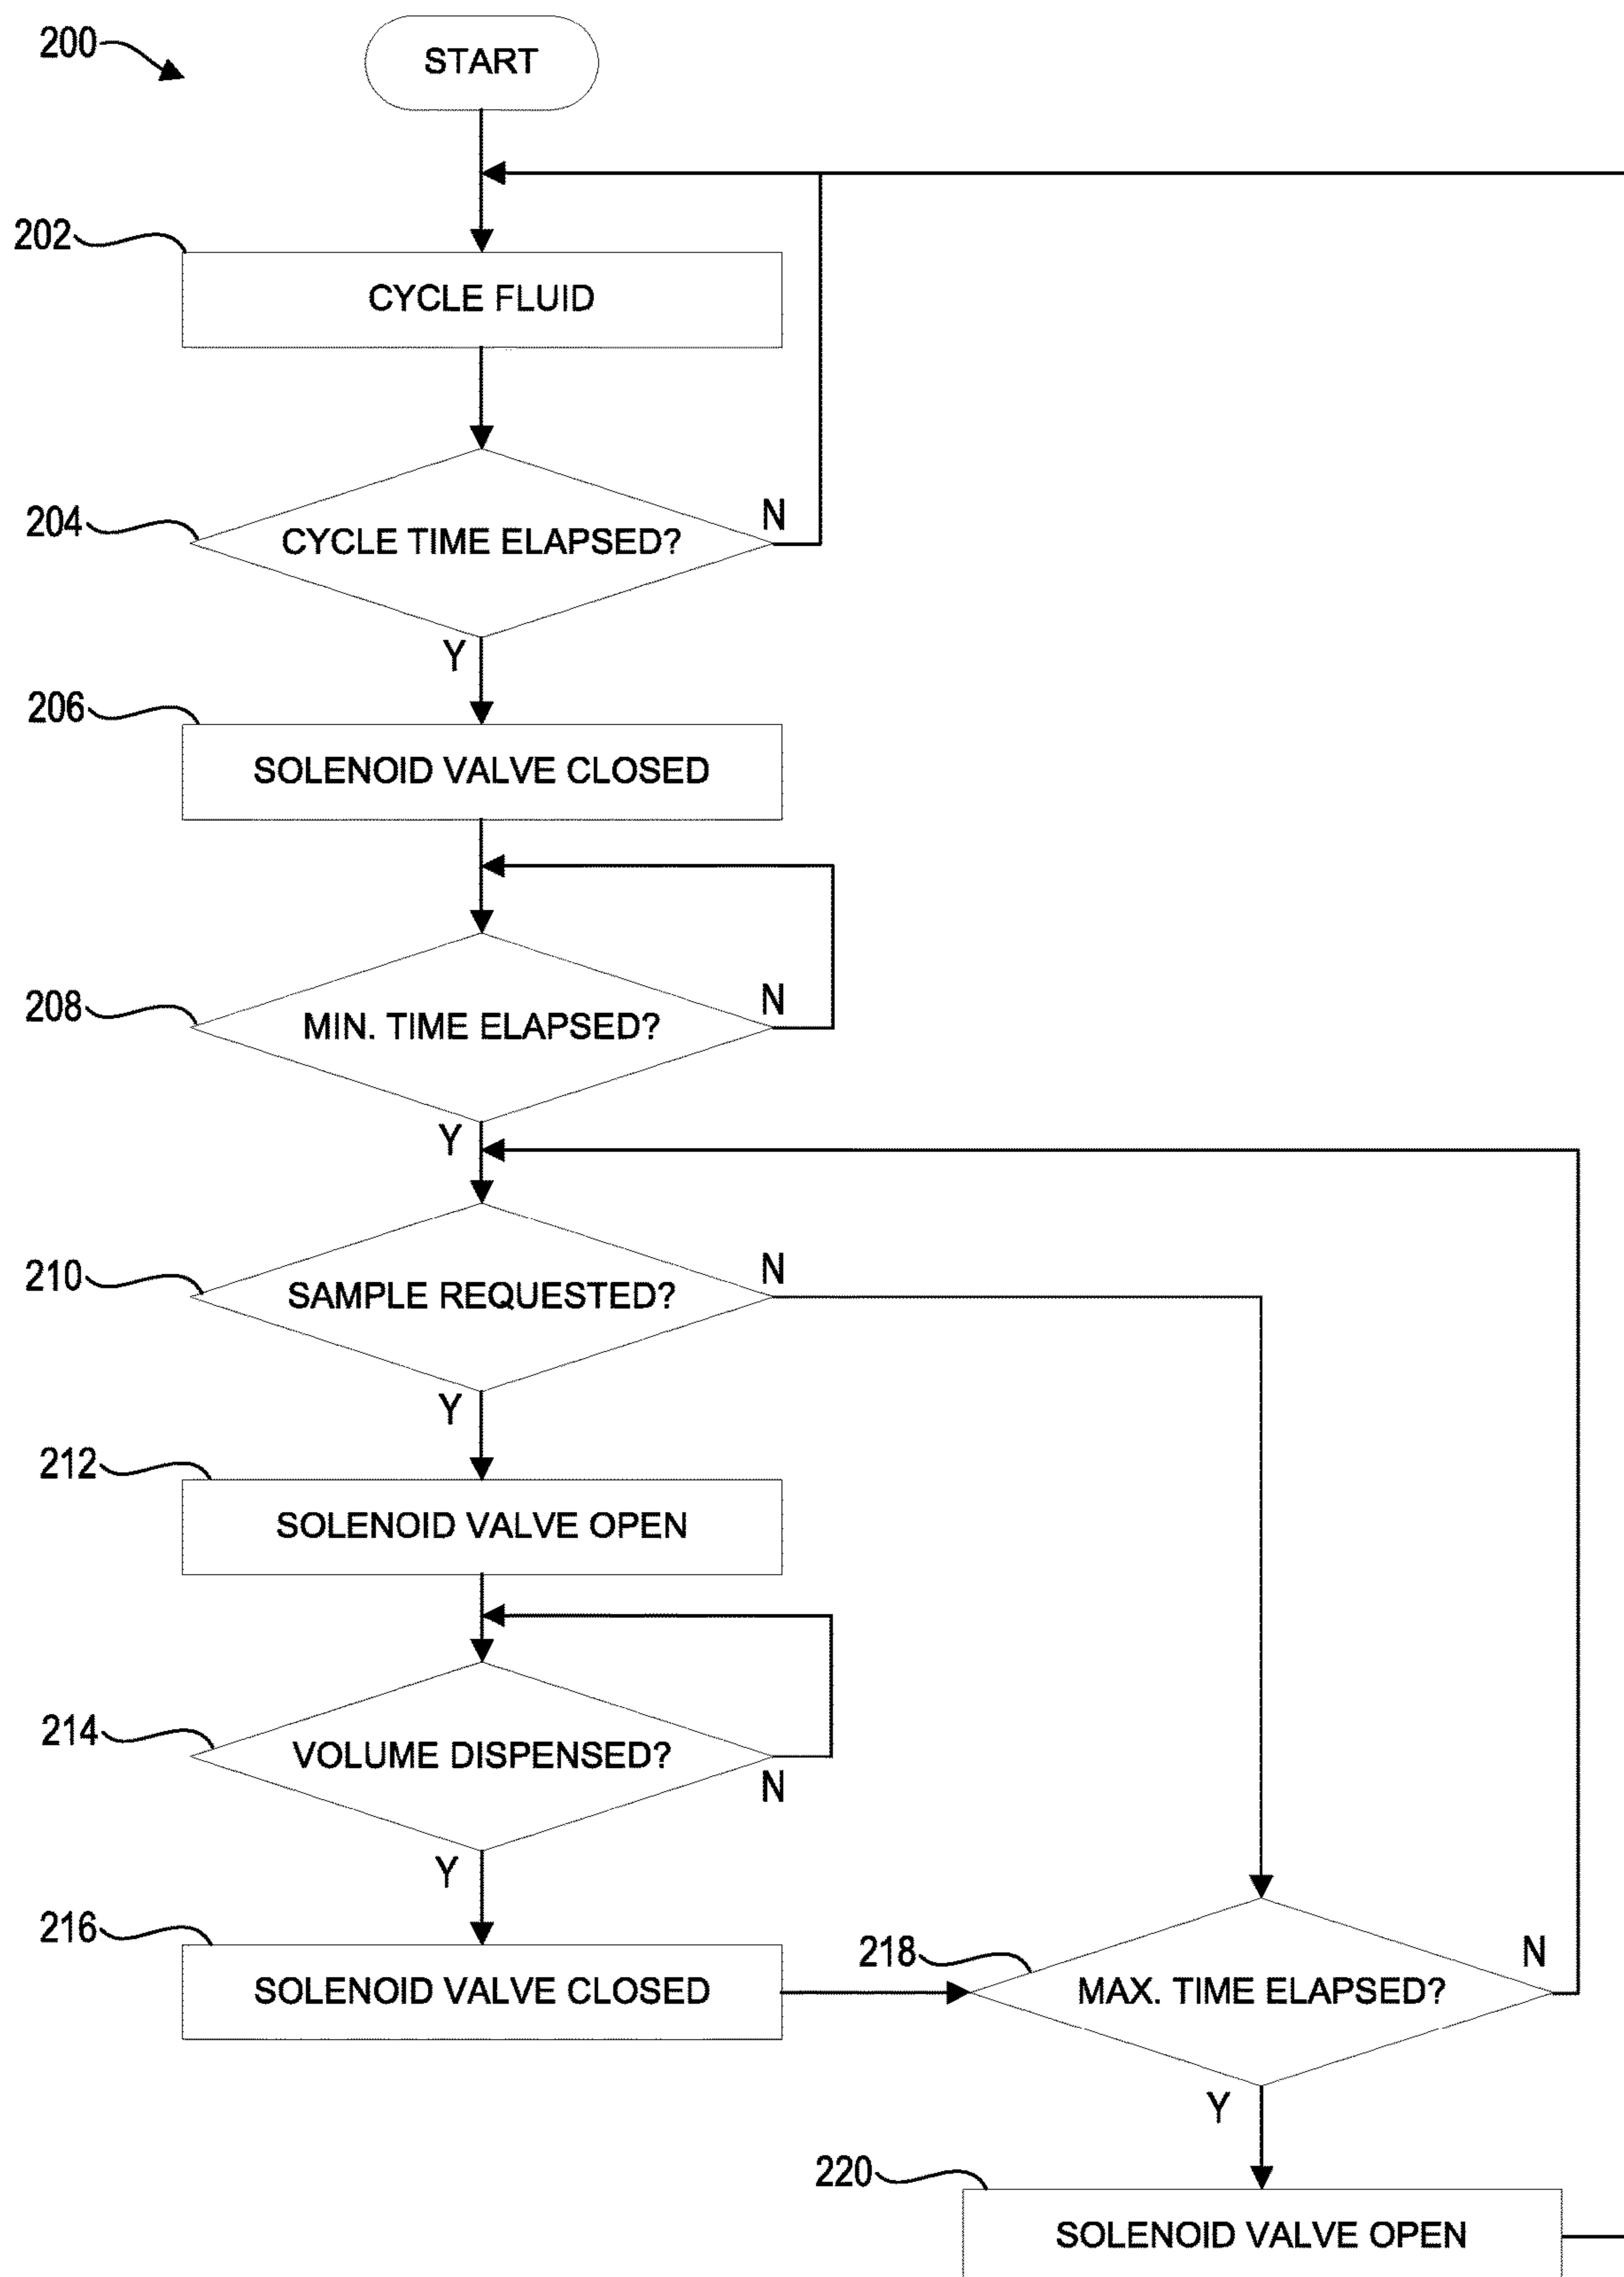 200
START
202
CYCLE FLUID
204
CYCLE TIME ELAPSED?
N
Y
206
SOLENOID VALVE CLOSED
208
MIN. TIME ELAPSED?
N
Y
210
SAMPLE REQUESTED?
N
Y
212
SOLENOID VALVE OPEN
214
VOLUME DISPENSED?
N
Y
216
SOLENOID VALVE CLOSED
218
MAX. TIME ELAPSED?
N
Y
220
SOLENOID VALVE OPEN